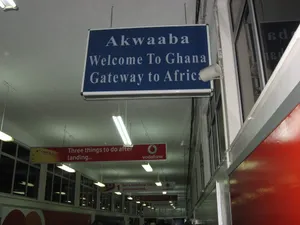 Akwaaba
Welcome To Ghana
Gateway to Africa
Three things to do after
landing...
vodafone